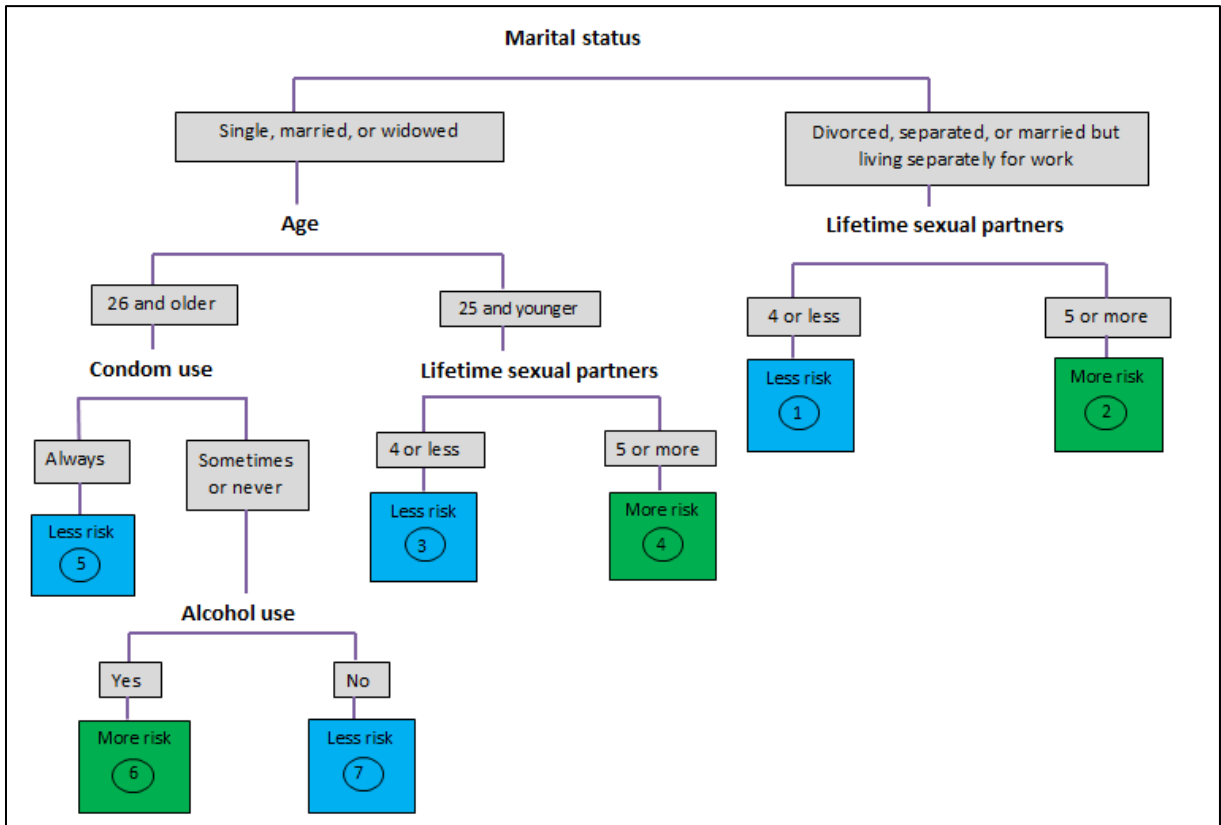 Marital status
Single, married, or widowed
Divorced, separated, or married but
living separately for work
Age
Lifetime sexual partners
26 and older
25 and younger
4 or less
5 or more
Condom use
Lifetime sexual partners
Less risk
1
More risk
2
Always
Sometimes
or never
4 or less
5 or more
Less risk
5
Less risk
3
More risk
4
Alcohol use
Yes
No
More risk
6
Less risk
7